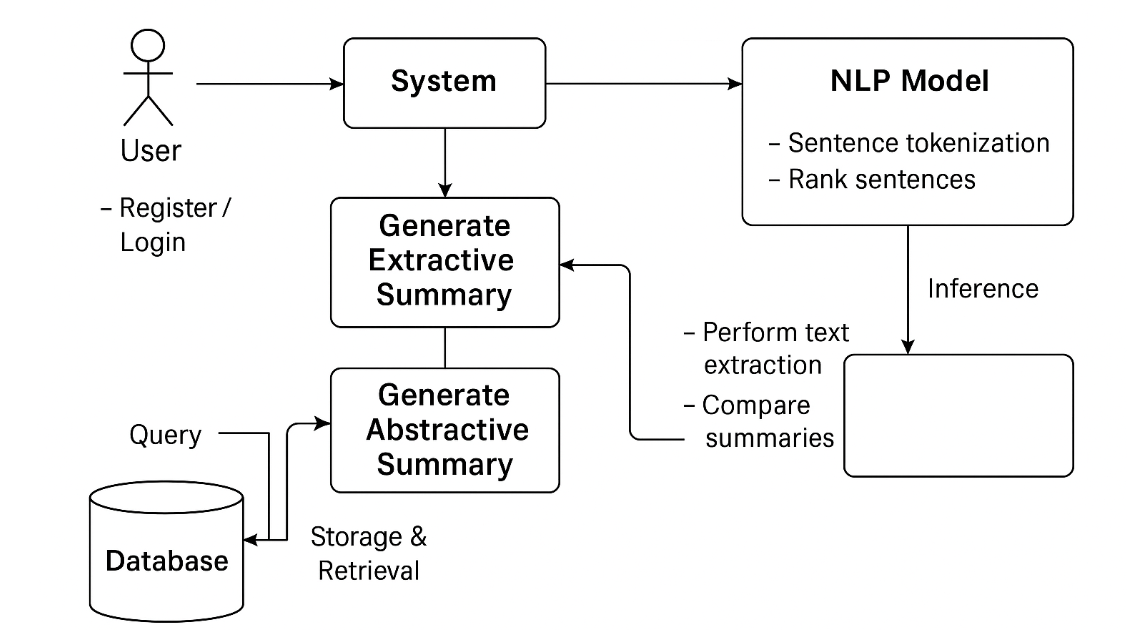 User
– Register /
Login
System
NLP Model
– Sentence tokenization
– Rank sentences
Generate
Extractive
Summary
Inference
– Perform text
extraction
– Compare
summaries
Generate
Abstractive
Summary
Query
Database
Storage &
Retrieval